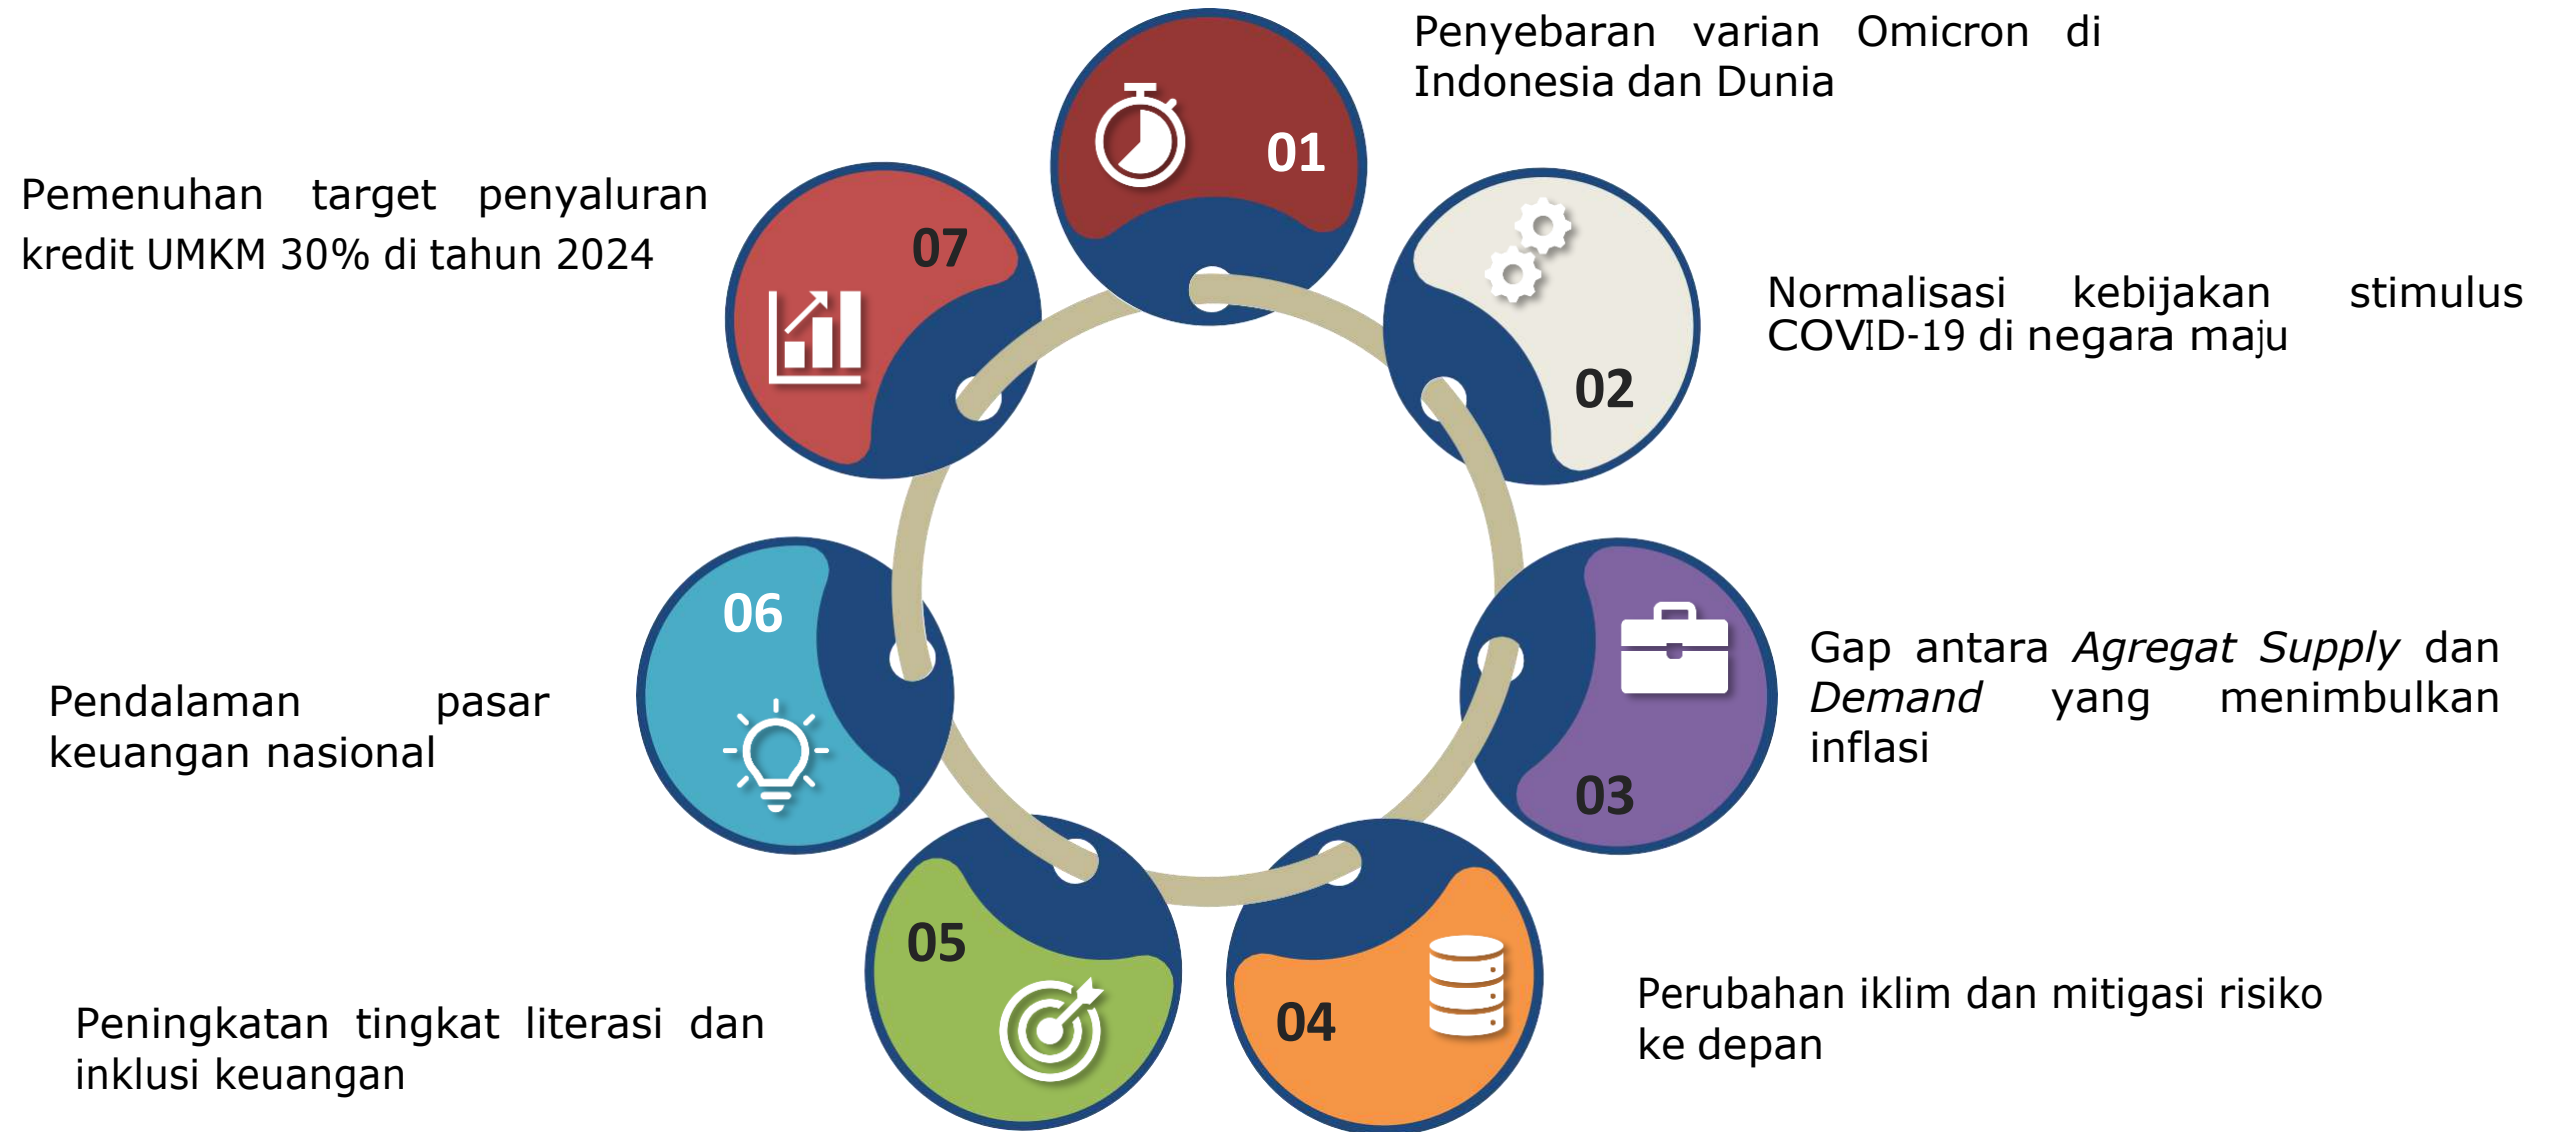 01
Penyebaran varian Omicron di
Indonesia dan Dunia
02
Normalisasi kebijakan stimulus
COVID-19 di negara maju
03
Gap antara Agregat Supply dan
Demand yang menimbulkan
inflasi
04
Perubahan iklim dan mitigasi risiko
ke depan
05
Peningkatan tingkat literasi dan
inklusi keuangan
06
Pendalaman pasar
keuangan nasional
07
Pemenuhan target penyaluran
kredit UMKM 30% di tahun 2024